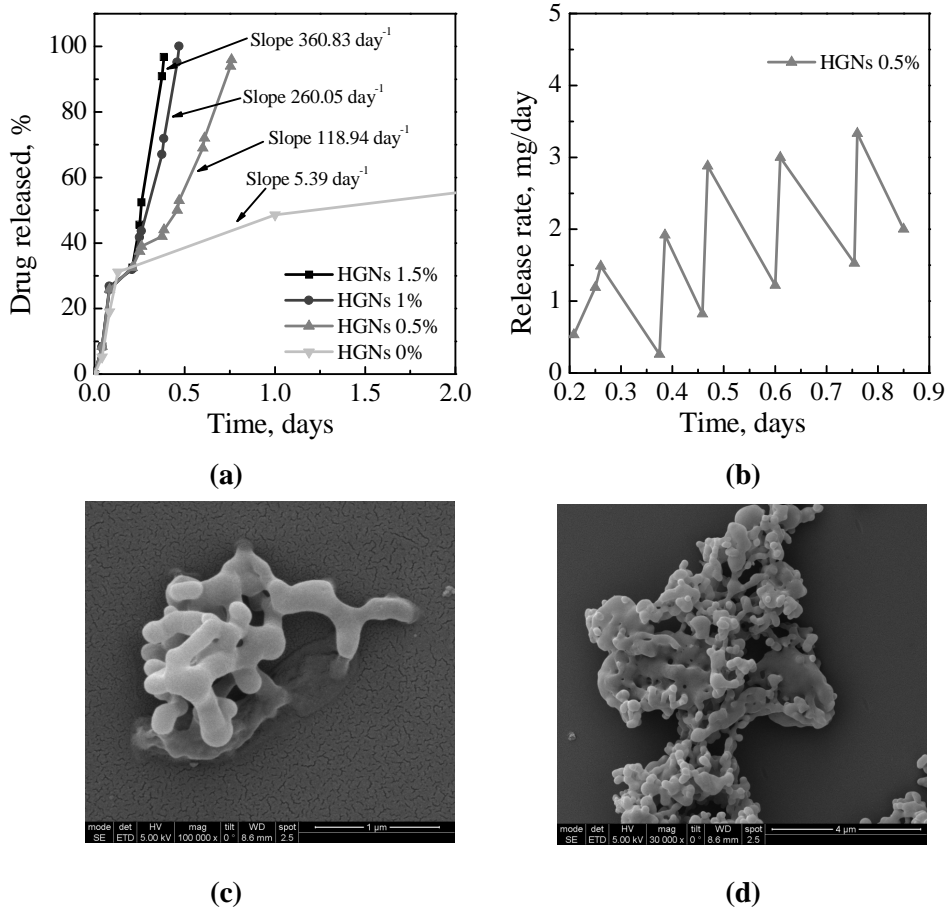 100
80
60
40
20
0
Drug released, %
Slope 360.83 day⁻¹
Slope 260.05 day⁻¹
Slope 118.94 day⁻¹
Slope 5.39 day⁻¹
HGNs 1.5%
HGNs 1%
HGNs 0.5%
HGNs 0%
0.0 0.5 1.0 1.5 2.0
Time, days
(a)
5
4
3
2
1
0
Release rate, mg/day
HGNs 0.5%
0.2 0.3 0.4 0.5 0.6 0.7 0.8 0.9
Time, days
(b)
mode det HV mag tilt WD spot
SE ETD 5.00 kV 100 000 x 0 ° 8.6 mm 2.5
1 µm
(c)
mode det HV mag tilt WD spot
SE ETD 5.00 kV 30 000 x 0 ° 8.6 mm 2.5
4 µm
(d)